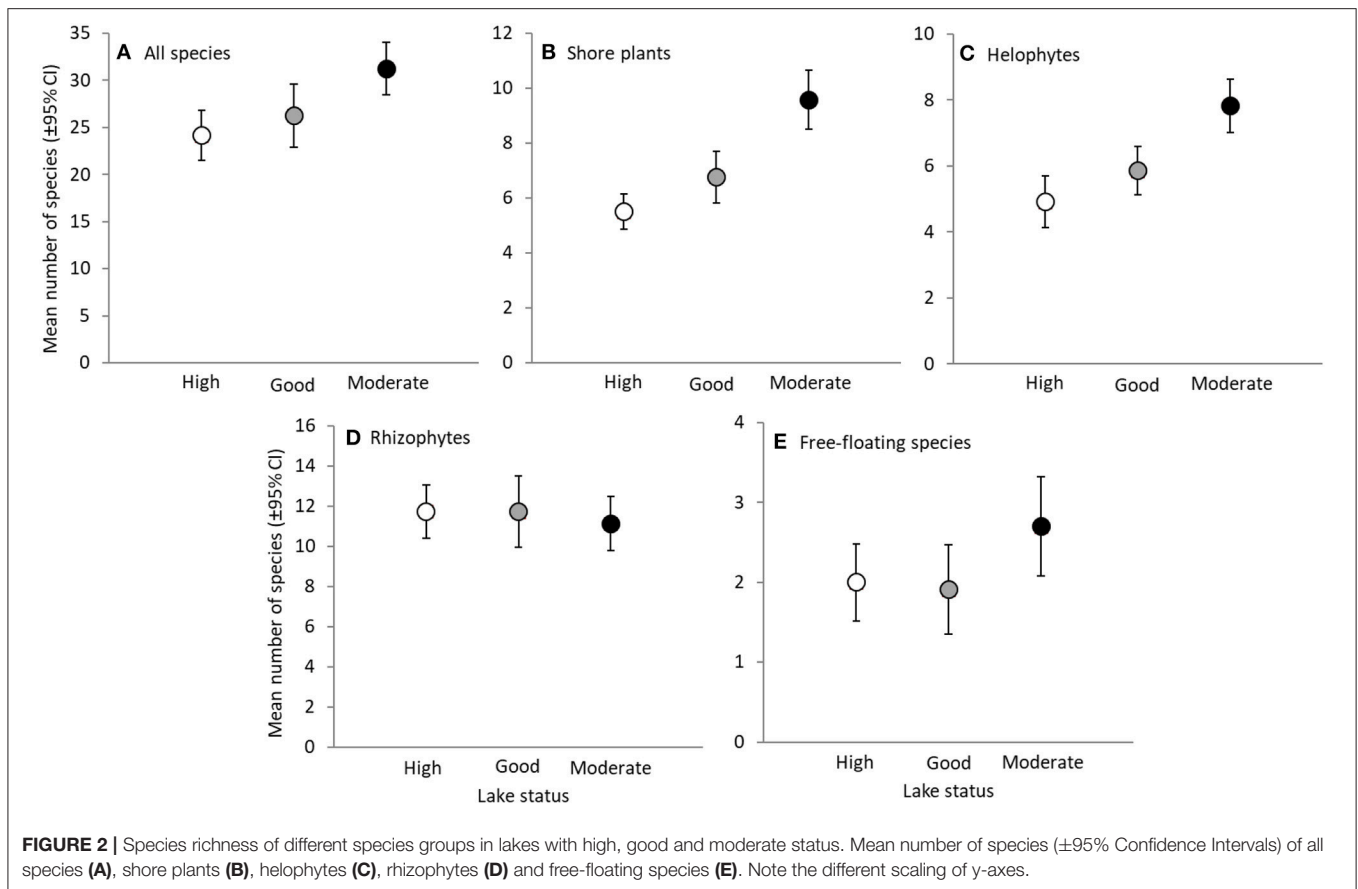 A All species
Mean number of species (±95% CI)
35
30
25
20
15
10
5
0
High Good Moderate
B Shore plants
12
10
8
6
4
2
0
High Good Moderate
C Helophytes
10
8
6
4
2
0
High Good Moderate
D Rhizophytes
Mean number of species (±95% CI)
16
14
12
10
8
6
4
2
0
High Good Moderate
Lake status
E Free-floating species
4
3
2
1
0
High Good Moderate
Lake status
FIGURE 2 | Species richness of different species groups in lakes with high, good and moderate status. Mean number of species (±95% Confidence Intervals) of all
species (A), shore plants (B), helophytes (C), rhizophytes (D) and free-floating species (E). Note the different scaling of y-axes.